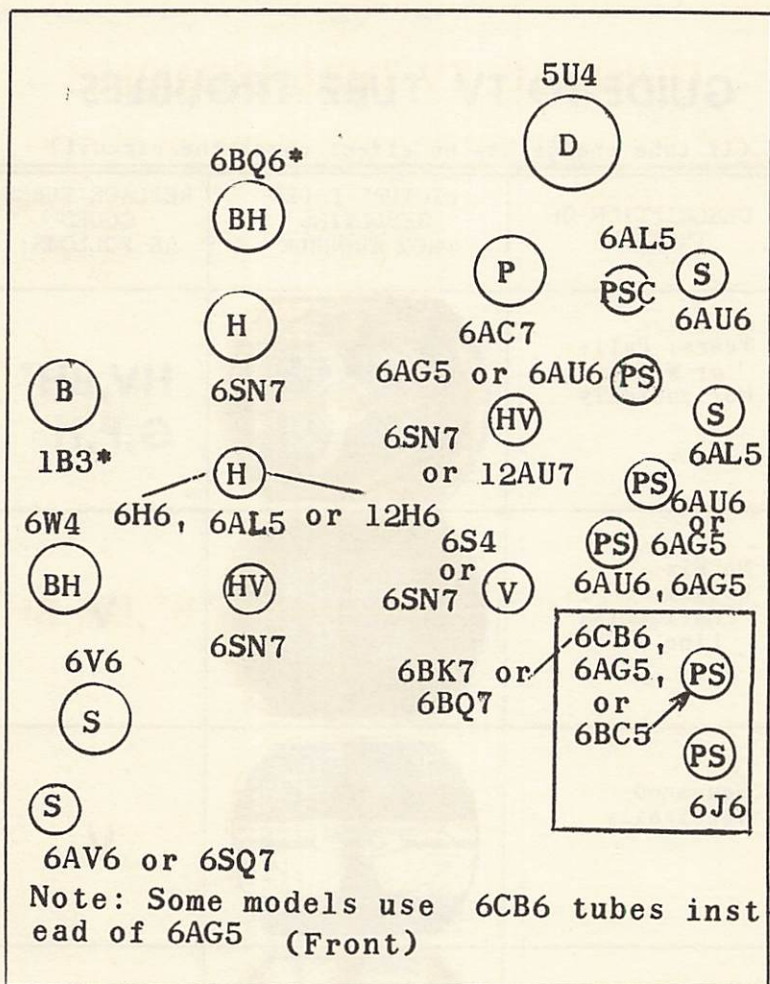 5U4
D
6BQ6*
BH
6AL5
P
PSC
S
6AC7
6AU6
H
6SN7
6AG5 or 6AU6
PS
B
1B3*
HV
6SN7
or 12AU7
S
6AL5
H
6H6, 6AL5 or 12H6
PS
6AU6
or
6AG5
6W4
BH
HV
6SN7
6S4
or
6SN7
V
PS
6AU6, 6AG5
6V6
S
6BK7 or
6BQ7
6CB6,
6AG5,
or
6BC5
PS
PS
6J6
S
6AV6 or 6SQ7
Note: Some models use 6CB6 tubes inst
ead of 6AG5 (Front)